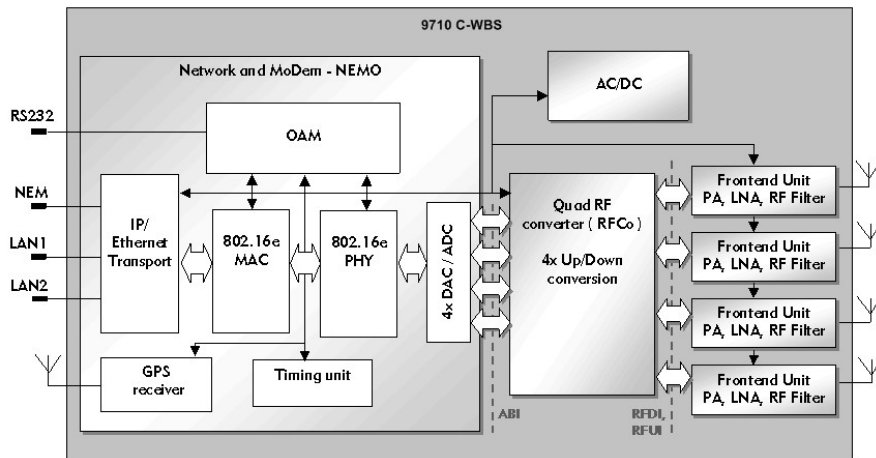 9710 C-WBS
Network and MoDem - NEMO
AC/DC
RS232
OAM
NEM
LAN1
LAN2
IP/
Ethernet
Transport
802.16e
MAC
802.16e
PHY
4x DAC / ADC
Quad RF
converter ( RFCo )
4x Up/Down
conversion
Frontend Unit
PA, LNA, RF Filter
Frontend Unit
PA, LNA, RF Filter
Frontend Unit
PA, LNA, RF Filter
Frontend Unit
PA, LNA, RF Filter
GPS
receiver
Timing unit
ABI
RFDI,
RFUI